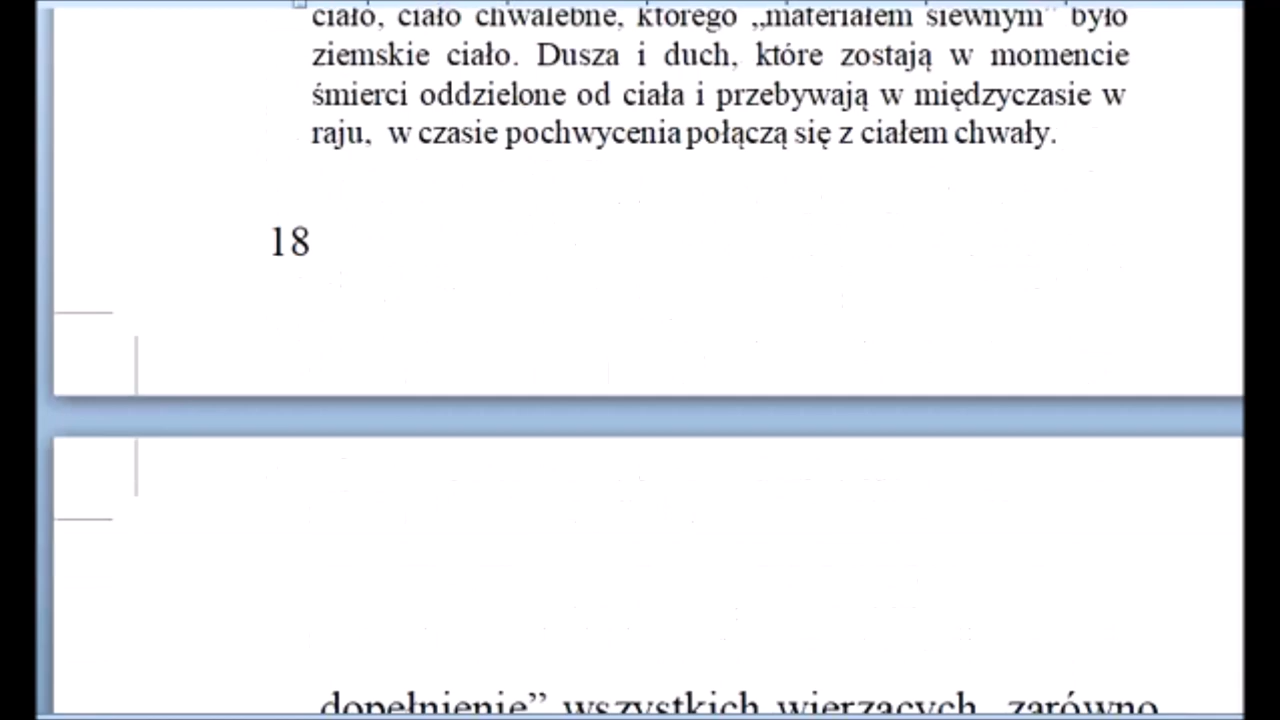 ciało, ciało chwalebne, którego „materiałem siewnym” było
ziemskie ciało. Dusza i duch, które zostają w momencie
śmierci oddzielone od ciała i przebywają w międzyczasie w
raju, w czasie pochwycenia połączą się z ciałem chwały.
18
dopełnienie” wszystkich wierzących, zarówno